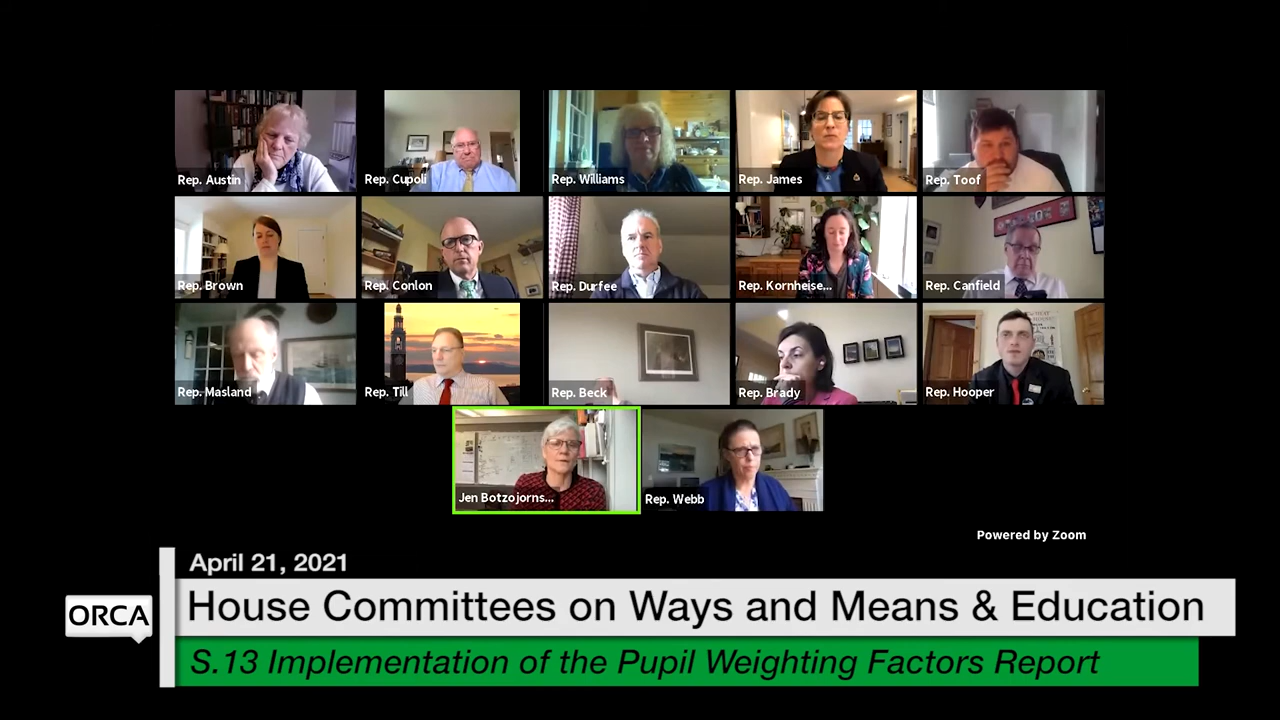 Rep. Austin
Rep. Cupoli
Rep. Williams
Rep. James
Rep. Toof
Rep. Brown
Rep. Conlon
Rep. Durfee
Rep. Kornheise...
Rep. Canfield
Rep. Masland
Rep. Till
Rep. Beck
Rep. Brady
Rep. Hooper
Jen Botzojorns...
Rep. Webb
Powered by Zoom
April 21, 2021
ORCA
House Committees on Ways and Means & Education
S.13 Implementation of the Pupil Weighting Factors Report